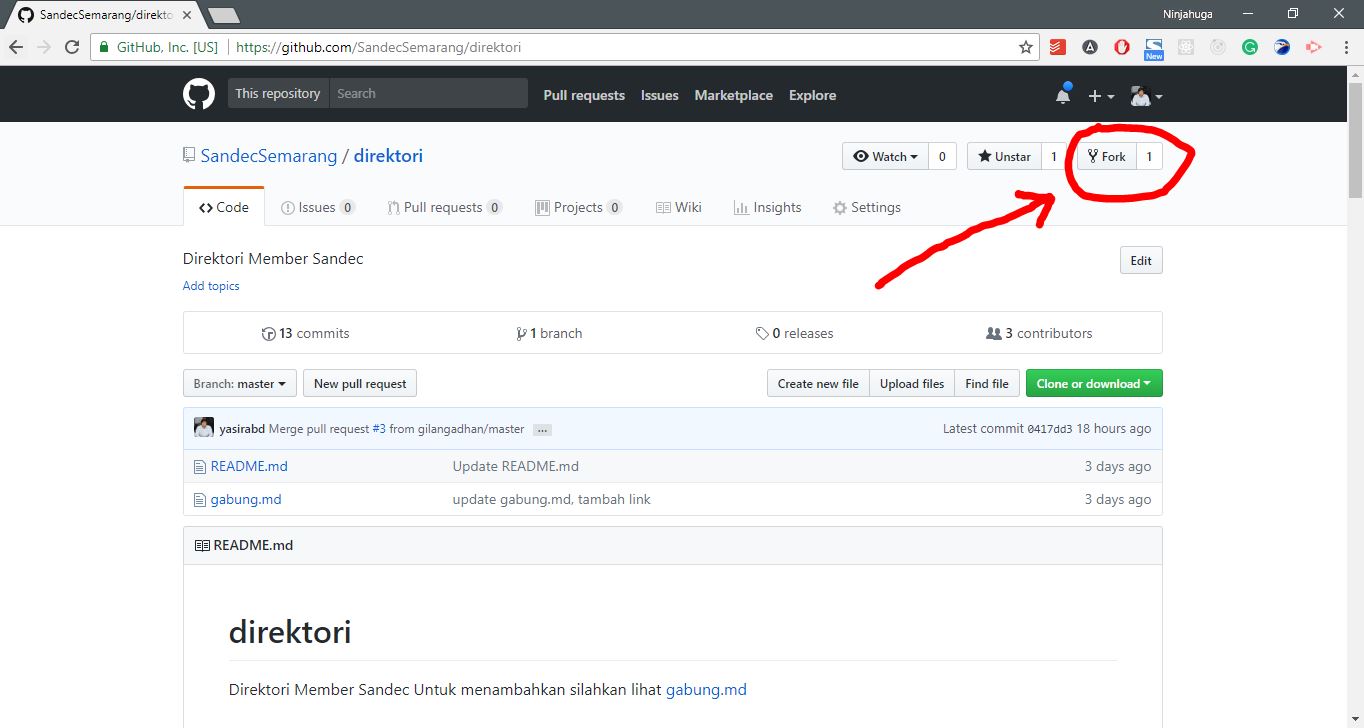 SandecSemarang/direkto
Ninjahuga
GitHub, Inc. [US] https://github.com/SandecSemarang/direktori
New
This repository Search Pull requests Issues Marketplace Explore
SandecSemarang / direktori
Watch 0 Unstar 1 Fork 1
Code Issues 0 Pull requests 0 Projects 0 Wiki Insights Settings
Direktori Member Sandec
Edit
Add topics
13 commits 1 branch 0 releases 3 contributors
Branch: master New pull request Create new file Upload files Find file Clone or download
yasirabd Merge pull request #3 from gilangadhan/master ... Latest commit 0417dd3 18 hours ago
README.md Update README.md 3 days ago
gabung.md update gabung.md, tambah link 3 days ago
README.md
direktori
Direktori Member Sandec Untuk menambahkan silahkan lihat gabung.md